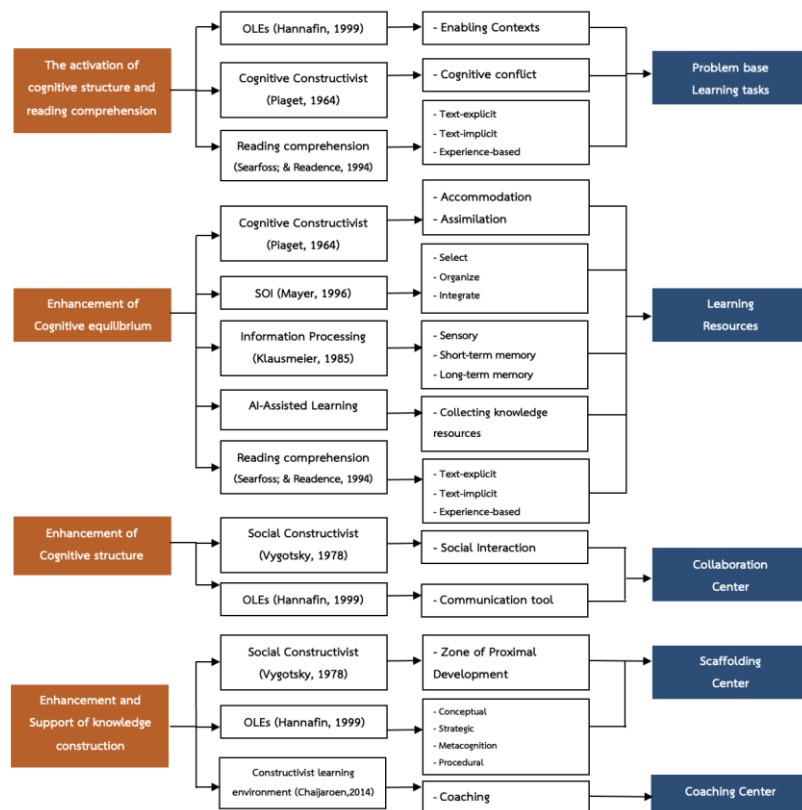 The activation of
cognitive structure and
reading comprehension
OLEs (Hannafin, 1999)
- Enabling Contexts
Cognitive Constructivist
(Piaget, 1964)
- Cognitive conflict
Reading comprehension
(Searfoss; & Readence, 1994)
- Text-explicit
- Text-implicit
- Experience-based
Problem base
Learning tasks
Enhancement of
Cognitive equilibrium
Cognitive Constructivist
(Piaget, 1964)
- Accommodation
- Assimilation
SOI (Mayer, 1996)
- Select
- Organize
- Integrate
Information Processing
(Klausmeier, 1985)
- Sensory
- Short-term memory
- Long-term memory
AI-Assisted Learning
- Collecting knowledge
resources
Reading comprehension
(Searfoss; & Readence, 1994)
- Text-explicit
- Text-implicit
- Experience-based
Learning
Resources
Enhancement of
Cognitive structure
Social Constructivist
(Vygotsky, 1978)
- Social Interaction
OLEs (Hannafin, 1999)
- Communication tool
Collaboration
Center
Enhancement and
Support of knowledge
construction
Social Constructivist
(Vygotsky, 1978)
- Zone of Proximal
Development
OLEs (Hannafin, 1999)
- Conceptual
- Strategic
- Metacognition
- Procedural
Scaffolding
Center
Constructivist learning
environment (Chaijaroen,2014)
- Coaching
Coaching Center